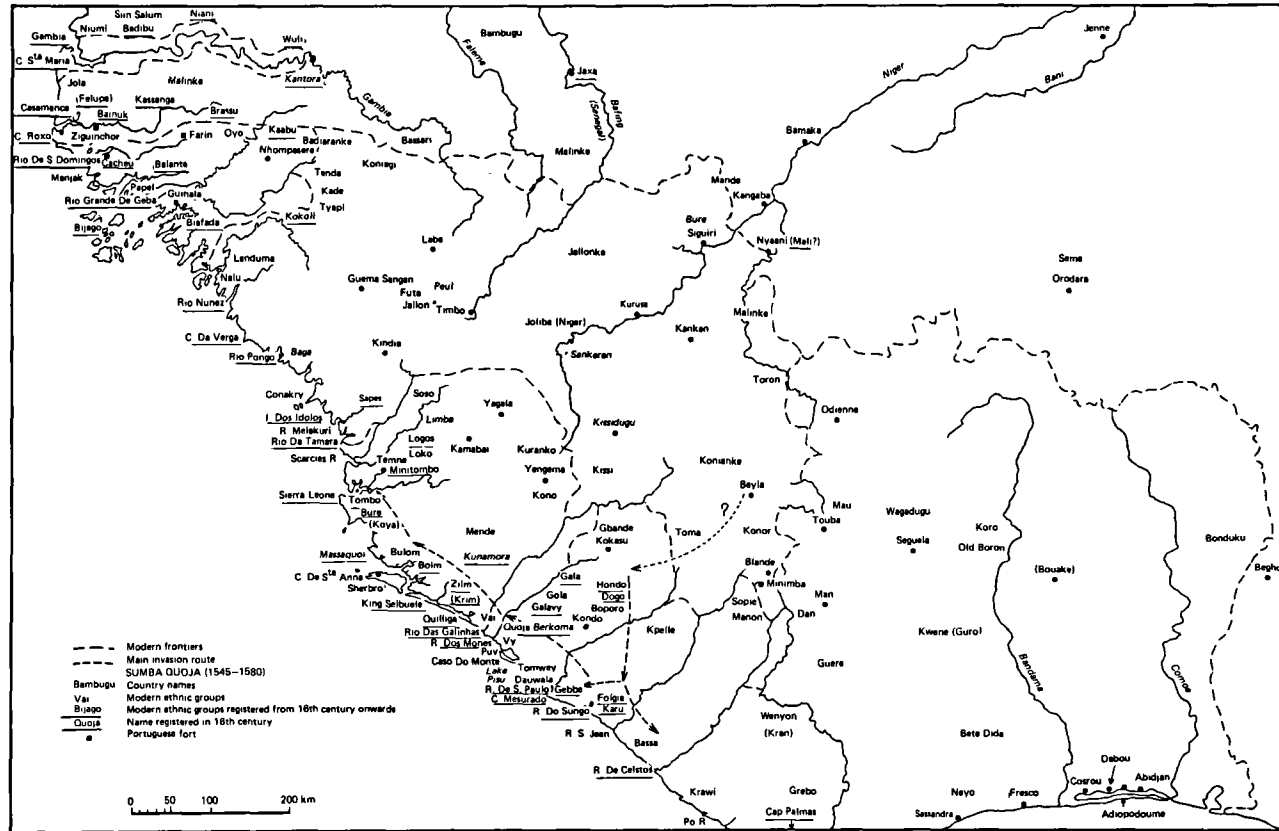 Siin Salum
Niumi
Badibu
Niani
Gambia
Wuli
C Sta Maria
Malinke
Kantora
Jola
(Felupe)
Kassanga
Casamance
Bainuk
Brassu
Gambia
C. Roxo
Ziguinchor
Farin
Oyo
Kaabu
Badiaranke
Bassari
Rio De S Domingos
Cacheu
Balante
Nhompasere
Koniagi
Manjak
Papel
Tenda
Rio Grande De Geba
Guinala
Kade
Tyapi
Bijago
Biafada
Kokoli
Landuma
Nalu
Rio Nunez
C Da Verga
Rio Pongo
Baga
Conakry
I Dos Idolos
R Melakuri
Rio Da Tamara
Scarcies R
Bambugu
Faleme
Jaxa
Bafing
(Senegal)
Malinke
Labe
Guema Sangan
Futa
Jallon
Peul
Timbo
Jallonke
Kindia
Sapes
Soso
Limba
Yagala
Logos
Loko
Kamabai
Kuranko
Temne
Minitombo
Yengema
Kono
Sierra Leone
Tombo
Bure
(Koya)
Mende
Massaquoi
Bulom
Kunamora
C De Sta Anna
Boim
Sherbro
Zilm
(Krim)
King Selbuele
Quilliga
Vai
Rio Das Galinhas
R Dos Mones
Vy
Puy
Caso Do Monte
Lake
Pisu
Tomwey
Dauwala
R. De S. Paulo
Gebbe
C Mesurado
R Do Sungo
Folgia
Karu
R S Jean
Bassa
R De Celstos
Krawi
Po R
Jenne
Niger
Bani
Bamaka
Mande
Kangaba
Bure
Siguiri
Nyaani (Mali?)
Sema
Orodara
Kurusa
Malinke
Joliba (Niger)
Kankan
Sankaran
Toron
Odienne
Kissidugu
Kissi
Konianke
Beyla
?
Mau
Touba
Gbande
Kokasu
Toma
Konor
Gala
Gola
Hondo
Dogo
Boporo
Galavy
Kondo
Quoja Berkoma
Blande
Minimba
Sopie
Manon
Dan
Man
Kpelle
Guere
Wenyon
(Kran)
Grebo
Cap Palmas
Wagadugu
Seguela
Koro
Old Boron
(Bouake)
Bonduku
Begho
Kwene (Guro)
Bandama
Comoe
Bete Dida
Neyo
Fresco
Sassandra
Dabou
Cosrou
Abidjan
Adiopodoume
Modern frontiers
Main invasion route
SUMBA QUOJA (1545–1580)
Bambugu Country names
Vai Modern ethnic groups
Bijago Modern ethnic groups registered from 16th century onwards
Quoja Name registered in 16th century
Portuguese fort
0 50 100 200 km